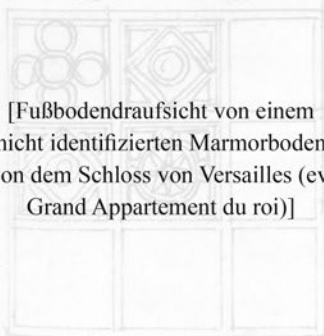 [Fußbodendraufsicht von einem
nicht identifizierten Marmorboden
on dem Schloss von Versailles (ev
Grand Appartement du roi)]